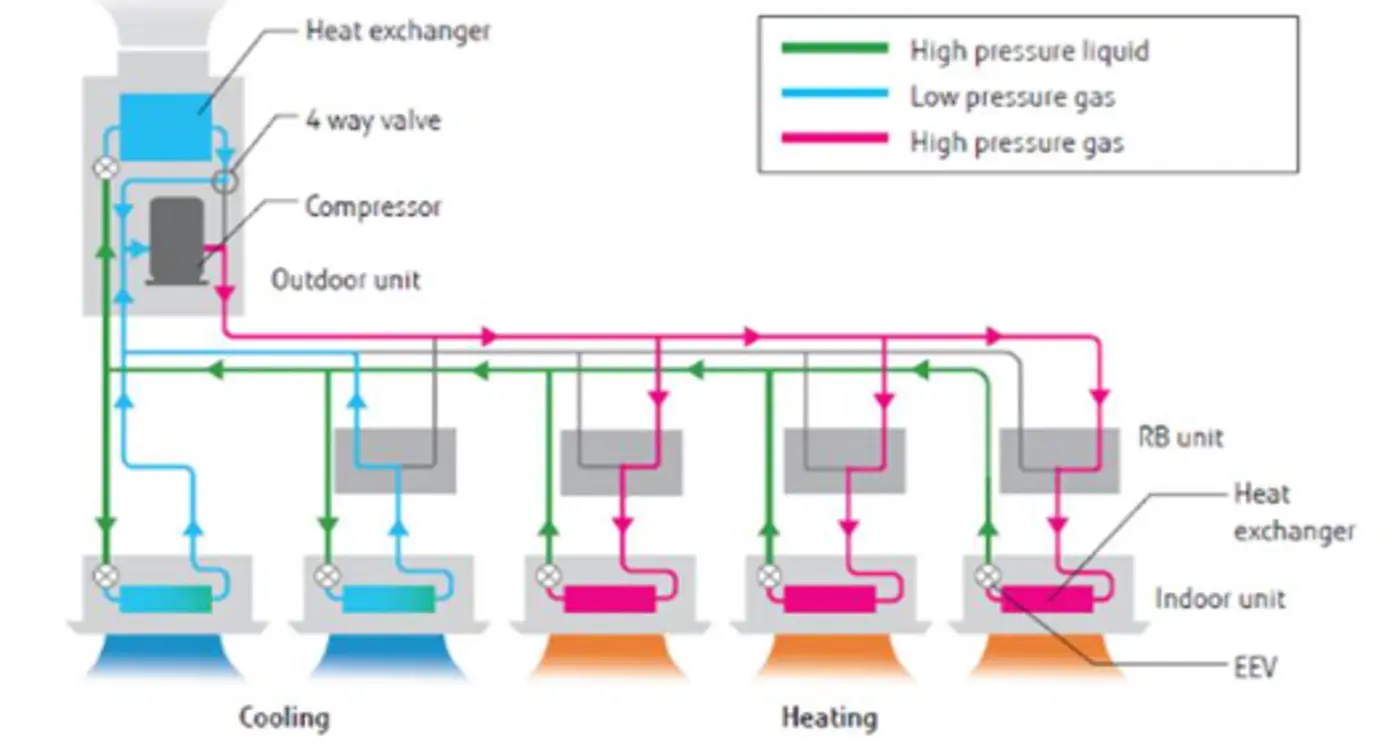 Heat exchanger
High pressure liquid
Low pressure gas
4 way valve
High pressure gas
Compressor
Outdoor unit
RB unit
Heat
exchanger
Indoor unit
EEV
Cooling
Heating